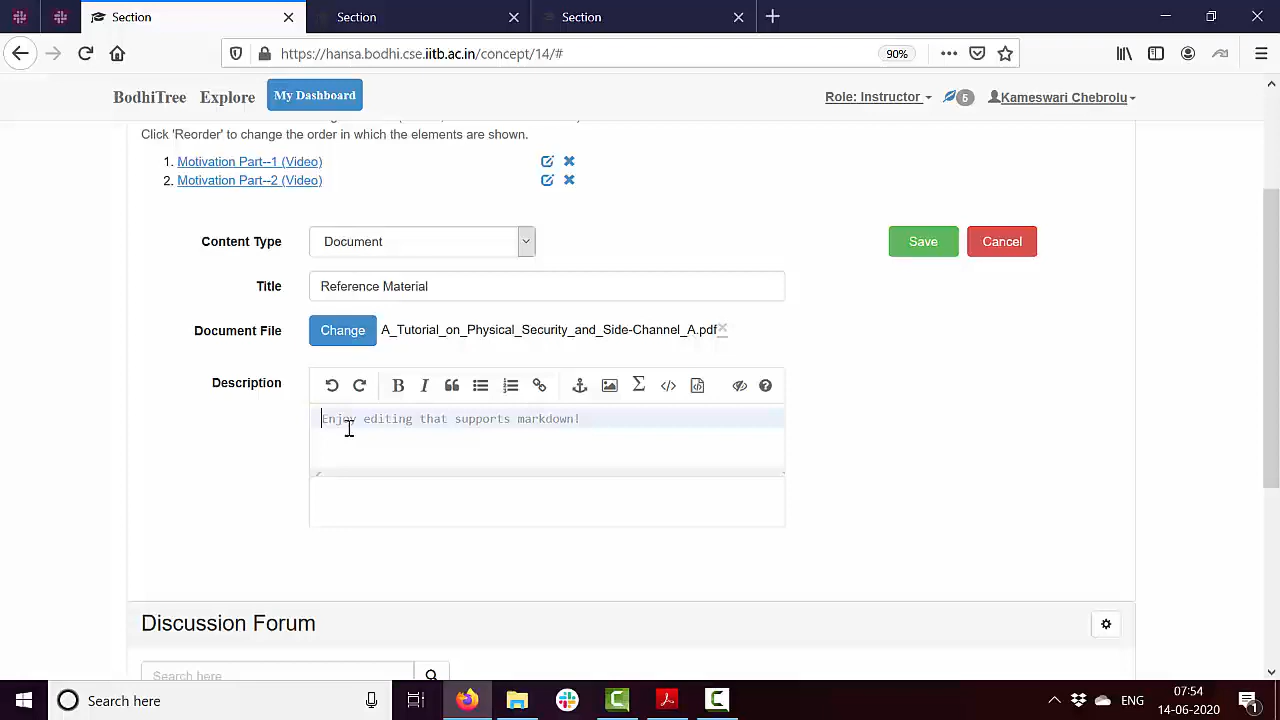 Section
Section
Section
https://hansa.bodhi.cse.iitb.ac.in/concept/14/#
90%
BodhiTree
Explore
My Dashboard
Role: Instructor
6
Kameswari Chebrolu
Click 'Reorder' to change the order in which the elements are shown.
1. Motivation Part--1 (Video)
2. Motivation Part--2 (Video)
Content Type
Document
Save
Cancel
Title
Reference Material
Document File
Change
A_Tutorial_on_Physical_Security_and_Side-Channel_A.pdf
Description
Enjoy editing that supports markdown!
Discussion Forum
Search here
Search here
ENG
07:54
14-06-2020
1